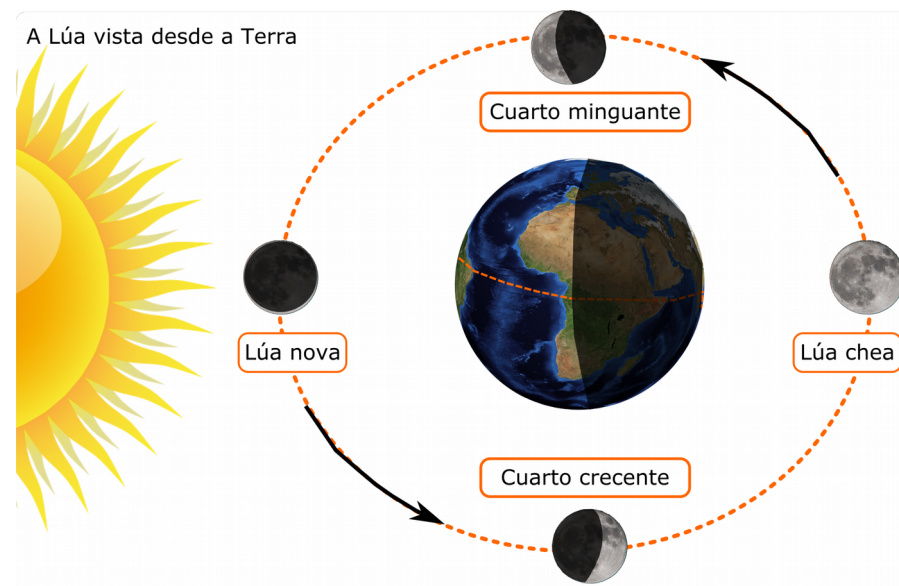 A Lúa vista desde a Terra
Cuarto minguante
Lúa nova
Lúa chea
Cuarto crecente